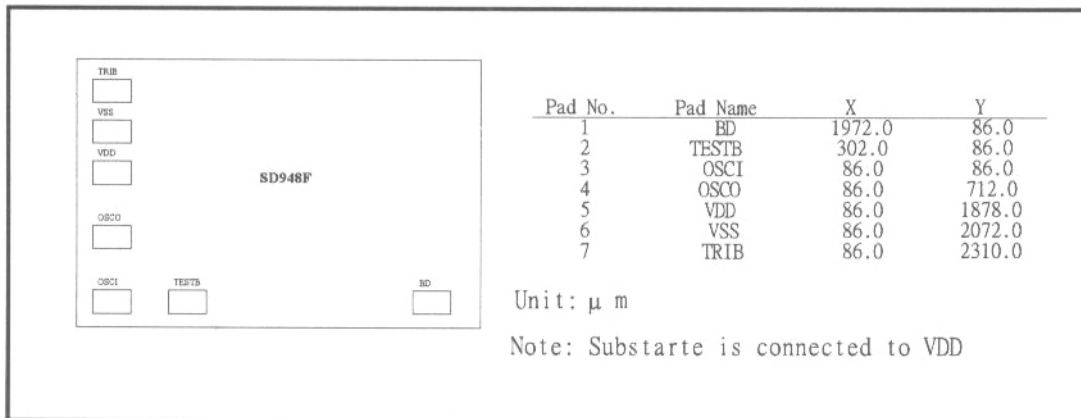 TRIB
VSS
VDD
SD948F
OSCO
OSCI TESTB BD
Pad No. Pad Name X Y
1 BD 1972.0 86.0
2 TESTB 302.0 86.0
3 OSCI 86.0 86.0
4 OSCO 86.0 712.0
5 VDD 86.0 1878.0
6 VSS 86.0 2072.0
7 TRIB 86.0 2310.0
Unit: μ m
Note: Substarte is connected to VDD